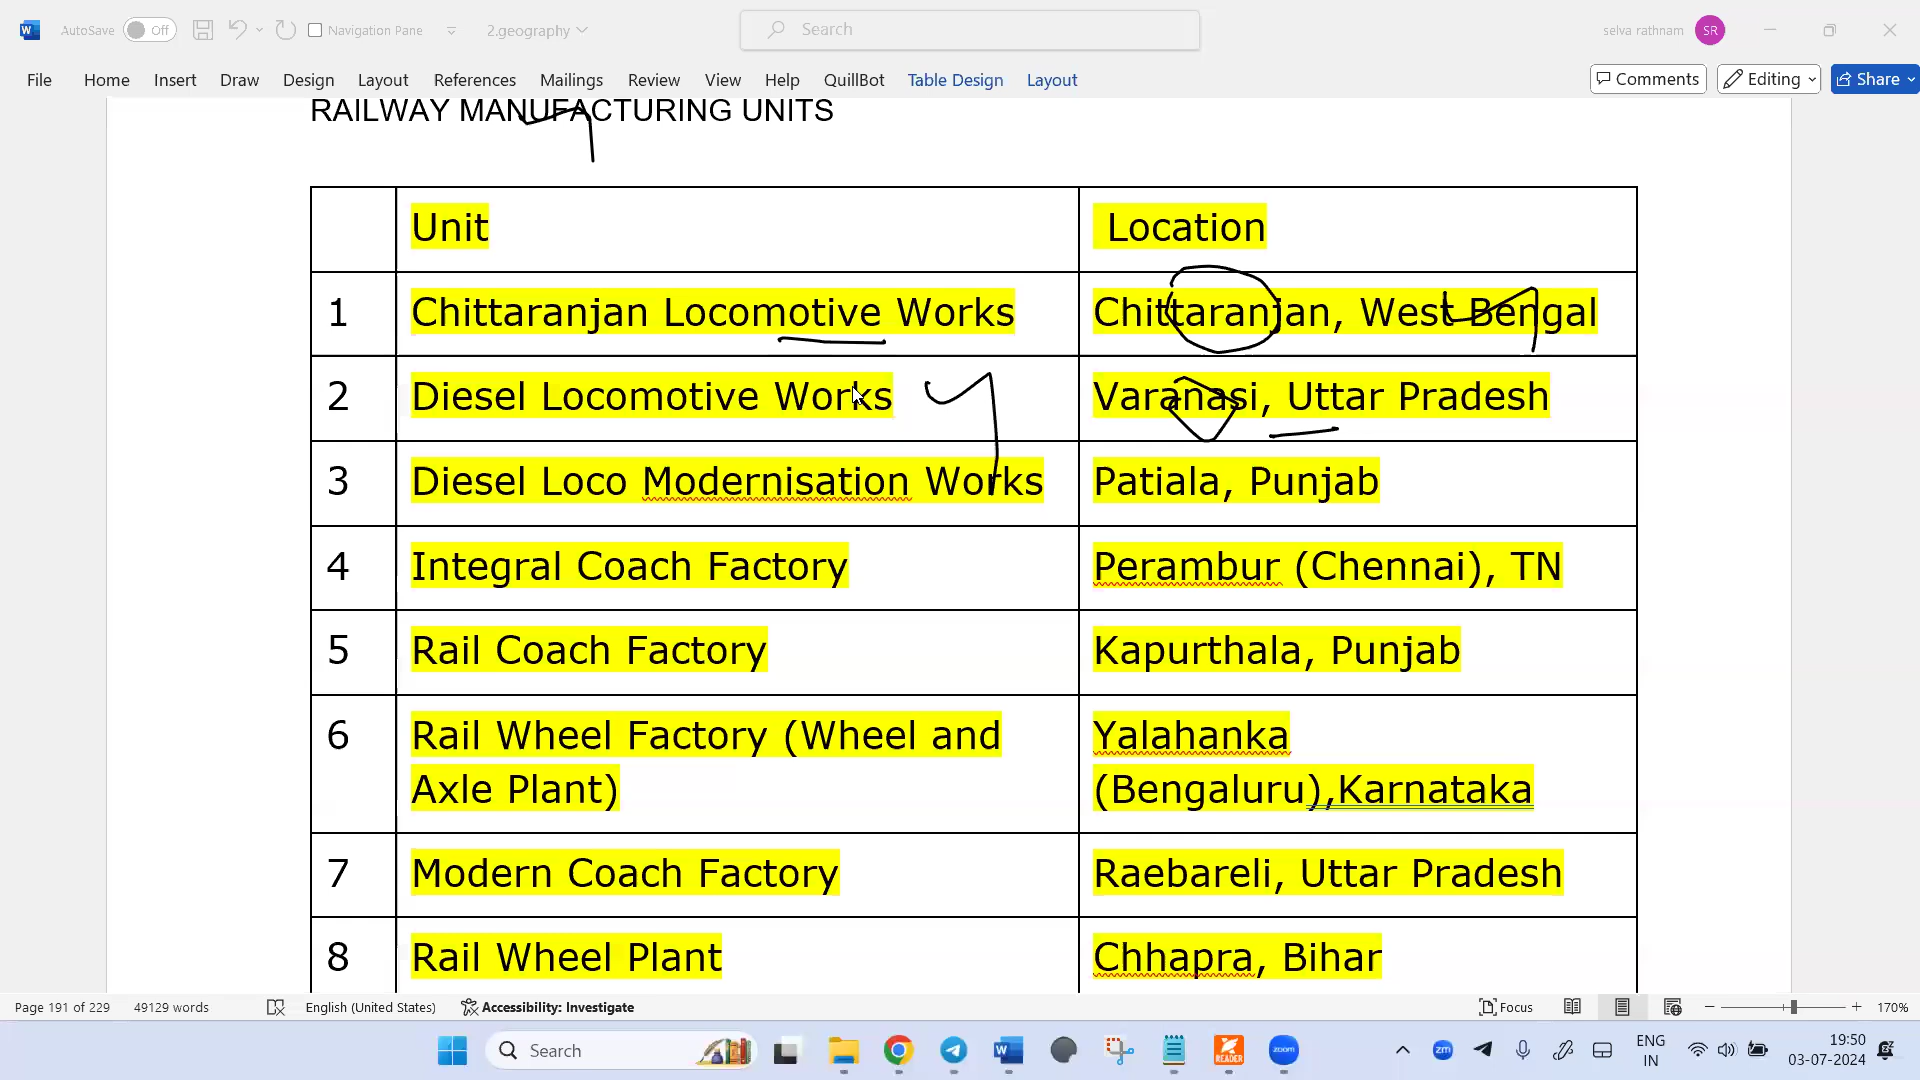 AutoSave Off Navigation Pane 2.geography Search selva rathnam SR
File Home Insert Draw Design Layout References Mailings Review View Help QuillBot Table Design Layout Comments Editing Share
RAILWAY MANUFACTURING UNITS
Unit Location
1 Chittaranjan Locomotive Works Chittaranjan, West Bengal
2 Diesel Locomotive Works Varanasi, Uttar Pradesh
3 Diesel Loco Modernisation Works Patiala, Punjab
4 Integral Coach Factory Perambur (Chennai), TN
5 Rail Coach Factory Kapurthala, Punjab
6 Rail Wheel Factory (Wheel and Yalahanka
Axle Plant) (Bengaluru),Karnataka
7 Modern Coach Factory Raebareli, Uttar Pradesh
8 Rail Wheel Plant Chhapra, Bihar
Page 191 of 229 49129 words English (United States) Accessibility: Investigate Focus 170%
Search READER zoom zm ENG 19:50
IN 03-07-2024